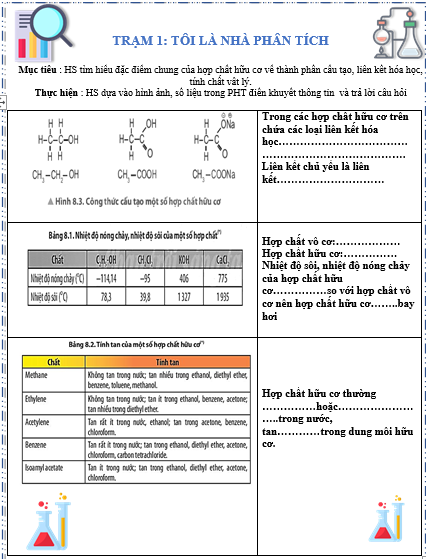 TRẠM 1: TÔI LÀ NHÀ PHÂN TÍCH
Mục tiêu : HS tìm hiểu đặc điểm chung của hợp chất hữu cơ về thành phần cấu tạo, liên kết hóa học,
tính chất vật lý.
Thực hiện : HS dựa vào hình ảnh, số liệu trong PHT điền khuyết thông tin và trả lời câu hỏi
H H
H–C–C–OH
H H
CH₃–CH₂–OH
H OH
H–C–C
H O
CH₃–COOH
H ONa
H–C–C
H O
CH₃–COONa
Hình 8.3. Công thức cấu tạo một số hợp chất hữu cơ
Trong các hợp chất hữu cơ trên
chứa các loại liên kết hóa
học………………………………
……………………………………
Liên kết chủ yếu là liên
kết…………………………
Bảng 8.1. Nhiệt độ nóng chảy, nhiệt độ sôi của một số hợp chất(*)
Chất C₂H₅-OH CH₂Cl₂ KOH CaCl₂
Nhiệt độ nóng chảy (°C) –114,14 –95 406 775
Nhiệt độ sôi (°C) 78,3 39,8 1 327 1 935
Hợp chất vô cơ:………………
Hợp chất hữu cơ:……………
Nhiệt độ sôi, nhiệt độ nóng chảy
của hợp chất hữu
cơ……………so với hợp chất vô
cơ nên hợp chất hữu cơ……..bay
hơi
Bảng 8.2. Tính tan của một số hợp chất hữu cơ(*)
Chất Tính tan
Methane Không tan trong nước; tan nhiều trong ethanol, diethyl ether,
benzene, toluene, methanol.
Ethylene Không tan trong nước; tan ít trong ethanol, benzene, acetone;
tan nhiều trong diethyl ether.
Acetylene Tan rất ít trong nước, ethanol; tan trong acetone, benzene,
chloroform.
Benzene Tan rất ít trong nước; tan trong ethanol, diethyl ether, acetone,
chloroform, carbon tetrachloride.
Isoamyl acetate Tan ít trong nước; tan trong ethanol, diethyl ether, acetone,
chloroform.
Hợp chất hữu cơ thường
……………hoặc…………………
…..trong nước,
tan…………trong dung môi hữu
cơ.